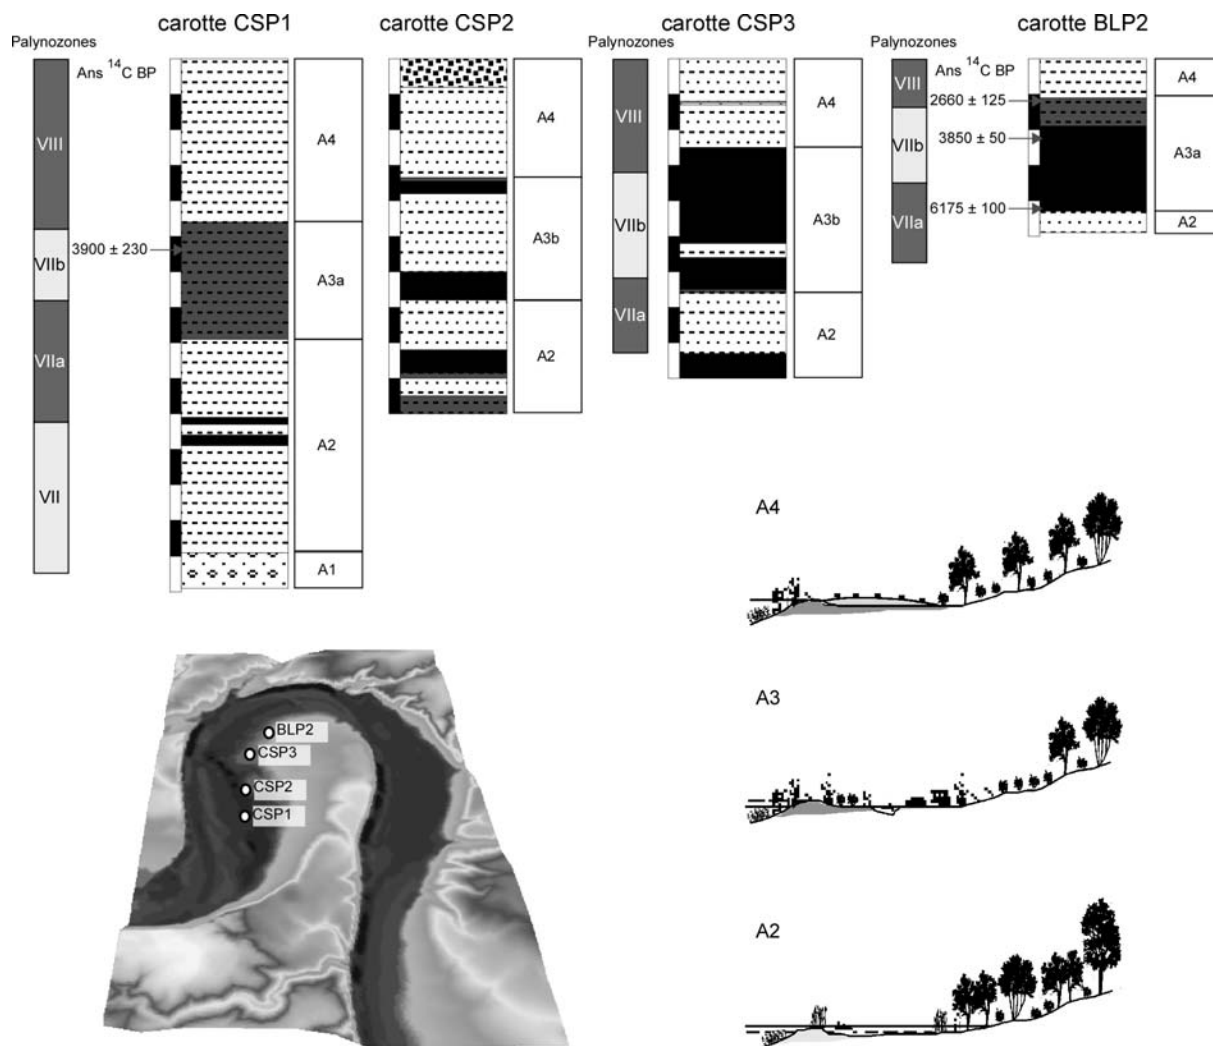 carotte CSP1
carotte CSP2
carotte CSP3
carotte BLP2
Palynozones
Ans 14C BP
VIII
VIIb
VIIa
VII
3900 ± 230
A4
A3a
A2
A1
A4
A3b
A2
Palynozones
VIII
VIIb
VIIa
A4
A3b
A2
Palynozones
Ans 14C BP
VIII
VIIb
VIIa
2660 ± 125
3850 ± 50
6175 ± 100
A4
A3a
A2
BLP2
CSP3
CSP2
CSP1
A4
A3
A2